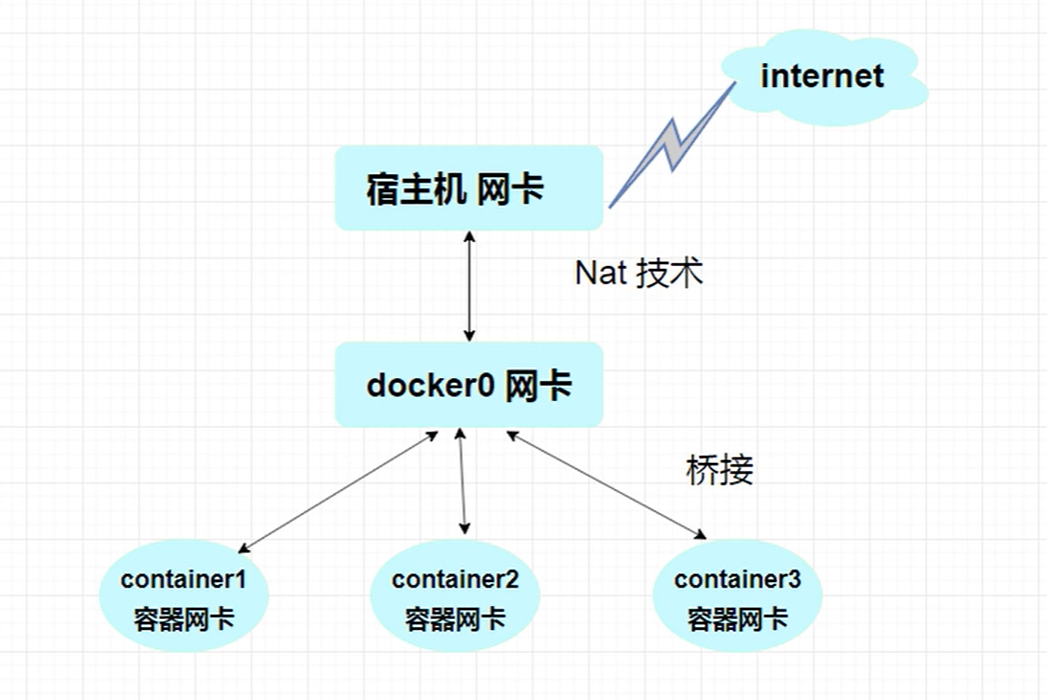 internet
宿主机 网卡
Nat 技术
docker0 网卡
桥接
container1
容器网卡
container2
容器网卡
container3
容器网卡